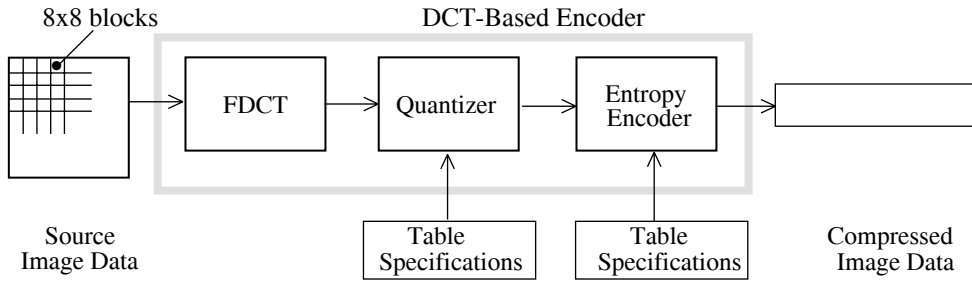 8x8 blocks
DCT-Based Encoder
FDCT
Quantizer
Entropy
Encoder
Source
Image Data
Table
Specifications
Table
Specifications
Compressed
Image Data